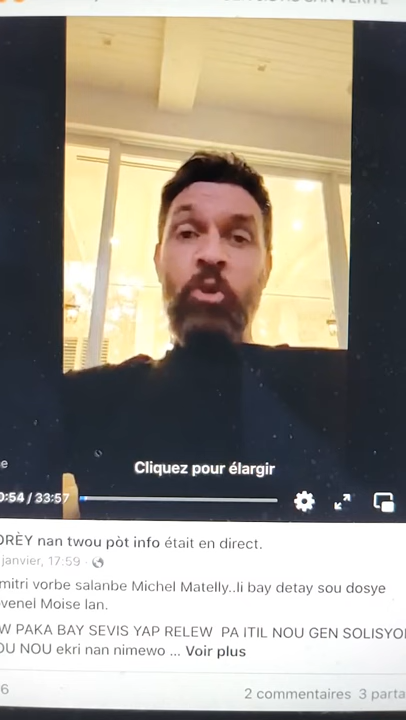 Cliquez pour élargir
0:54 / 33:57
ORÈY nan twou pòt info était en direct.
janvier, 17:59
mitri vorbe salanbe Michel Matelly..li bay detay sou dosye
venel Moise lan.
W PAKA BAY SEVIS YAP RELEW PA ITIL NOU GEN SOLISYO
OU NOU ekri nan nimewo ... Voir plus
6
2 commentaires 3 parta